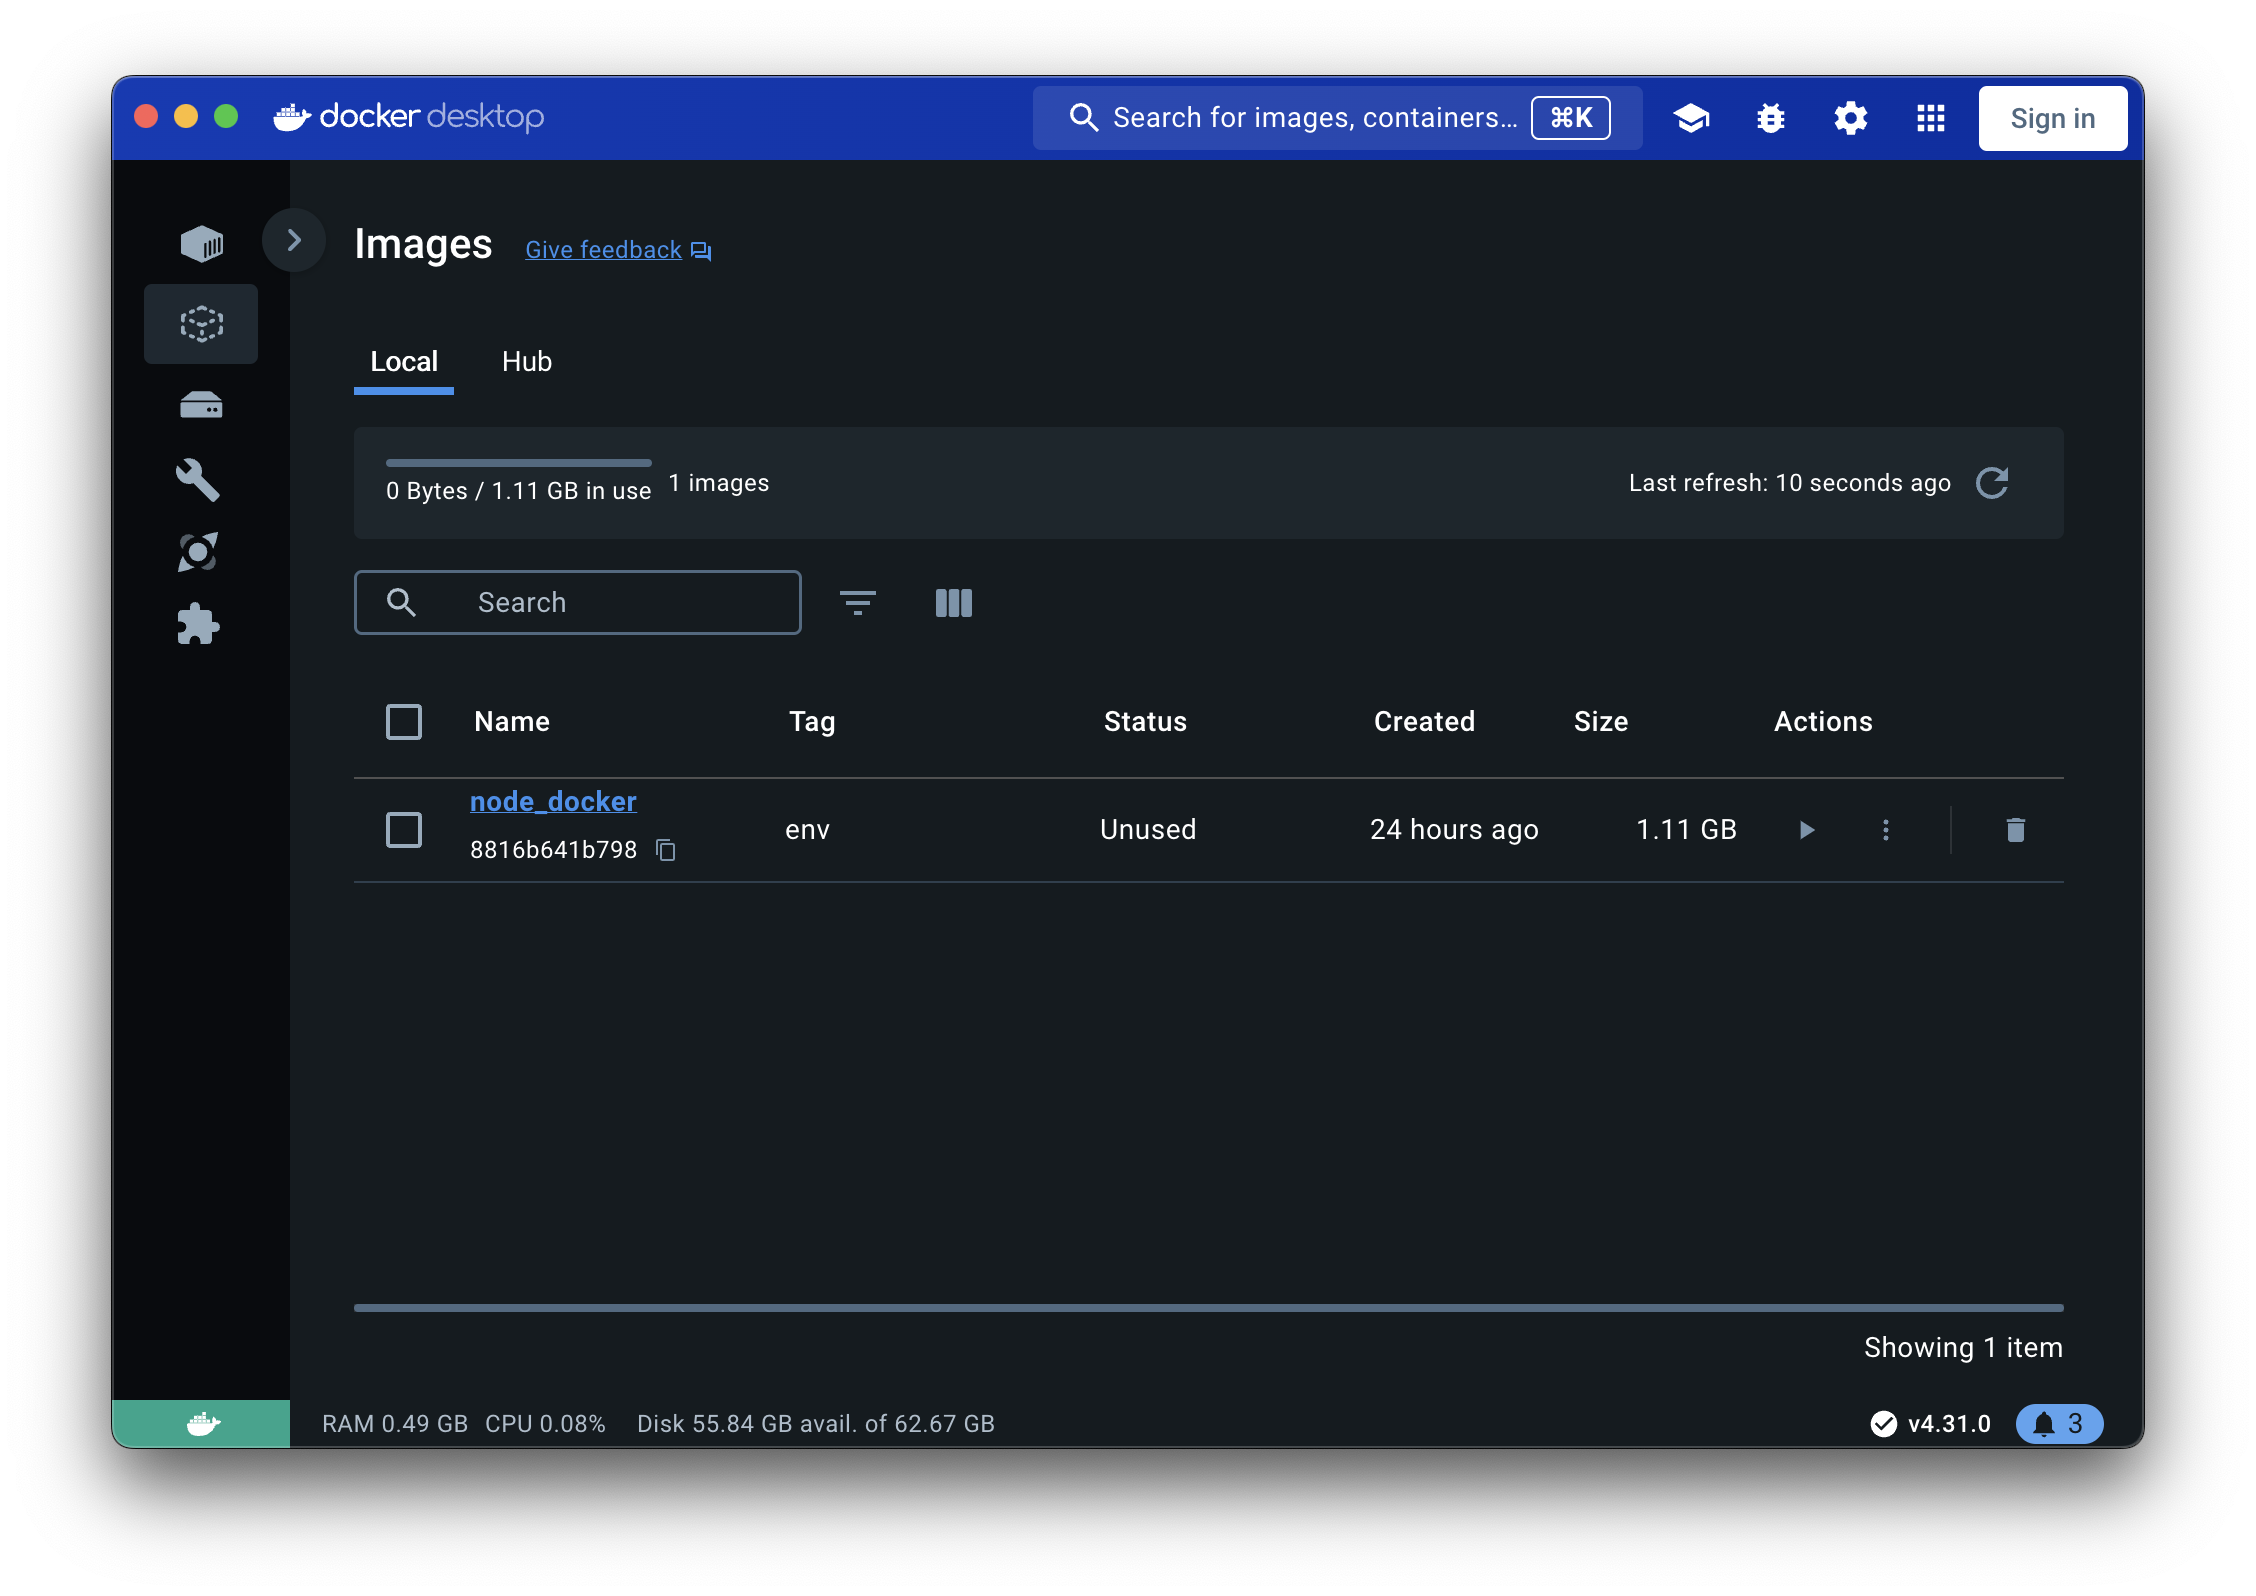 docker desktop
Search for images, containers... ⌘K
Sign in
Images Give feedback
Local Hub
0 Bytes / 1.11 GB in use 1 images Last refresh: 10 seconds ago
Search
Name Tag Status Created Size Actions
node_docker
8816b641b798 env Unused 24 hours ago 1.11 GB
Showing 1 item
RAM 0.49 GB CPU 0.08% Disk 55.84 GB avail. of 62.67 GB v4.31.0 3